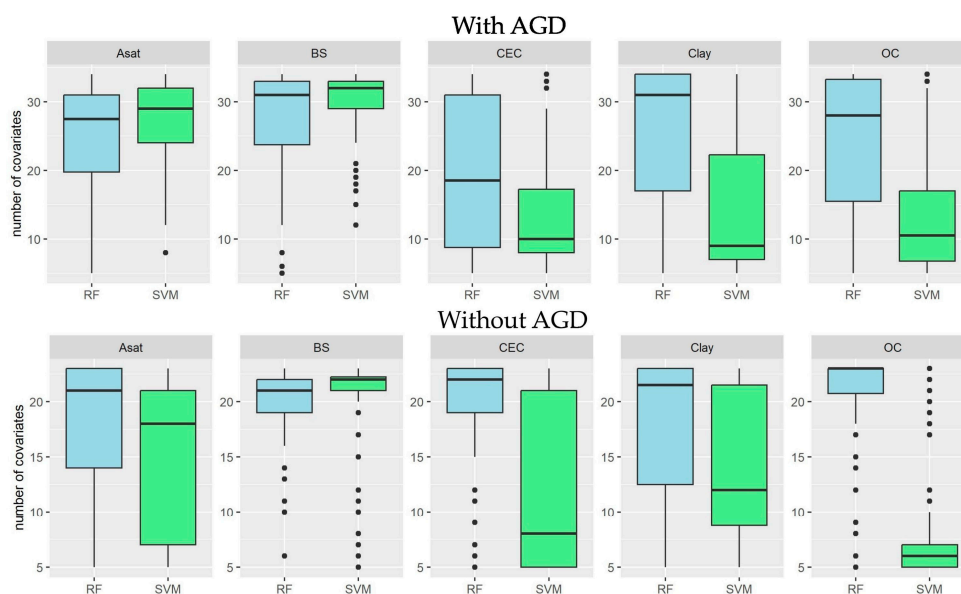 With AGD
Asat BS CEC Clay OC
number of covariates
30 30 30 30 30
20 20 20 20 20
10 10 10 10 10
RF SVM RF SVM RF SVM RF SVM RF SVM
Without AGD
Asat BS CEC Clay OC
number of covariates
20 20 20 20 20
15 15 15 15 15
10 10 10 10 10
5 5 5 5 5
RF SVM RF SVM RF SVM RF SVM RF SVM